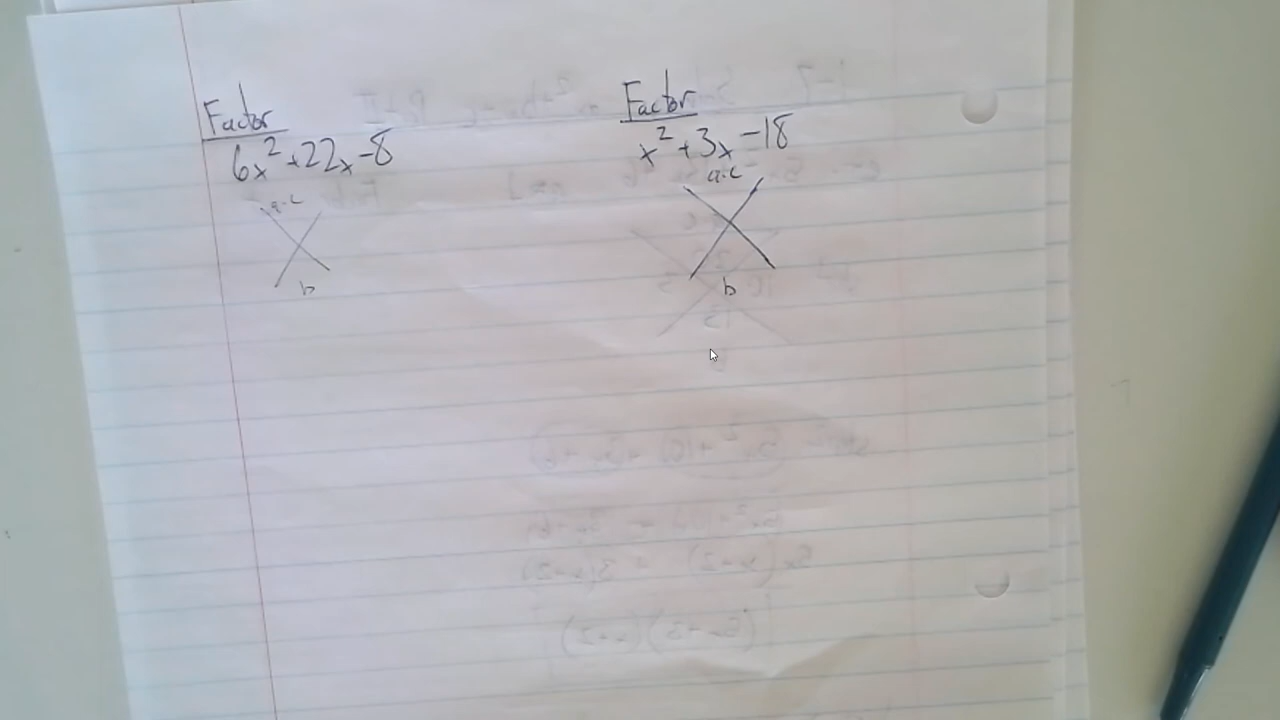 Factor
6x²+22x-8
a·c
b
Factor
x²+3x-18
a·c
b